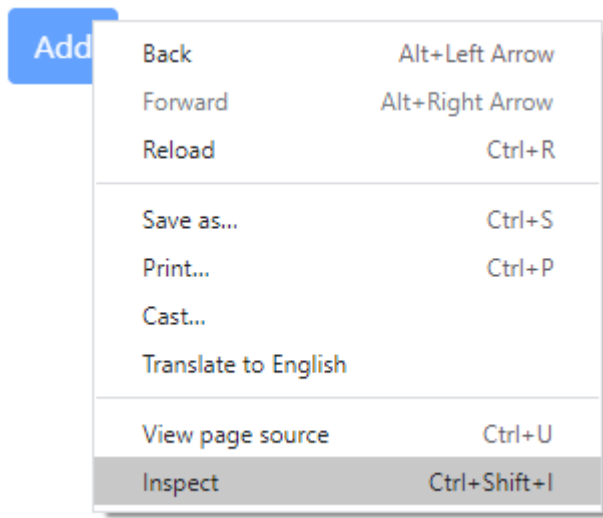 Add
Back Alt+Left Arrow
Forward Alt+Right Arrow
Reload Ctrl+R
Save as... Ctrl+S
Print... Ctrl+P
Cast...
Translate to English
View page source Ctrl+U
Inspect Ctrl+Shift+I